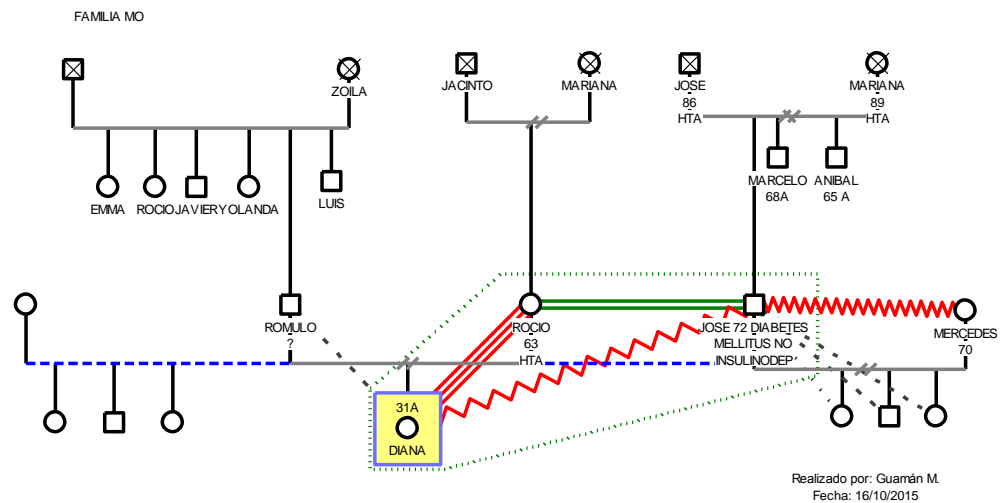 FAMILIA MO
ZOILA
JACINTO
MARIANA
JOSE
86
HTA
MARIANA
89
HTA
EMMA
ROCIO
JAVIER
YOLANDA
LUIS
MARCELO
68A
ANIBAL
65 A
ROMULO
?
ROCIO
63
HTA
JOSE 72 DIABETES
MELLITUS NO
INSULINODEP
MERCEDES
70
31A
DIANA
Realizado por: Guamán M.
Fecha: 16/10/2015